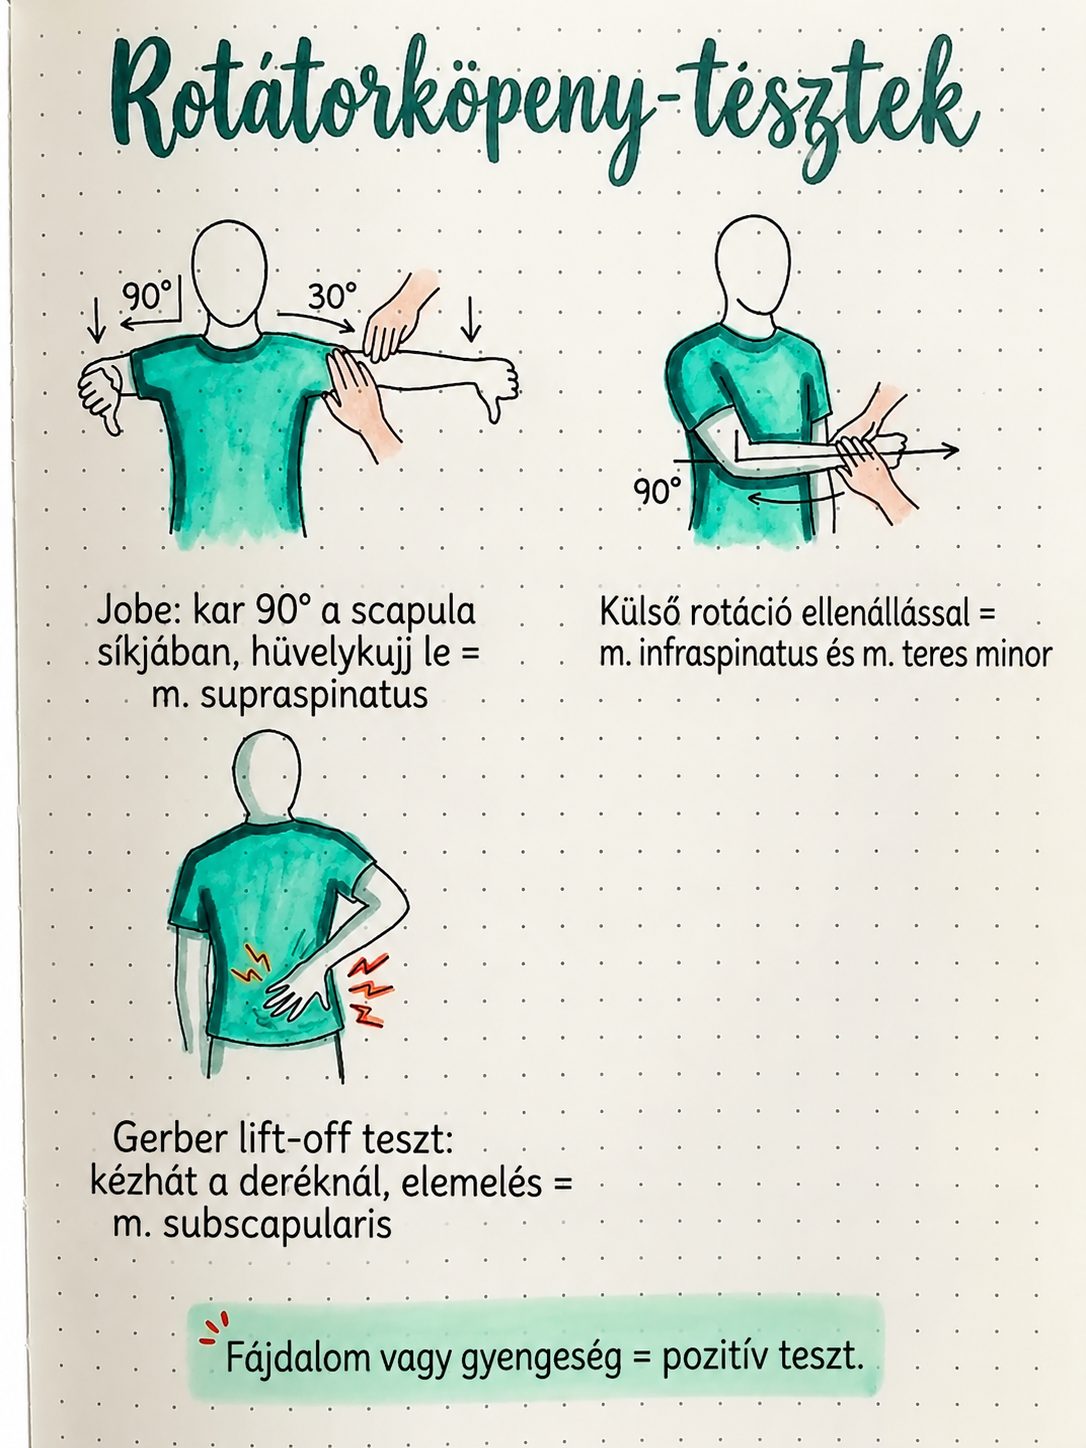 Rotátorköpeny-tesztek
90°
30°
90°
Jobe: kar 90° a scapula
síkjában, hüvelykujj le =
m. supraspinatus
Külső rotáció ellenállással =
m. infraspinatus és m. teres minor
Gerber lift-off teszt:
kézhát a deréknál, elemelés =
m. subscapularis
Fájdalom vagy gyengeség = pozitív teszt.